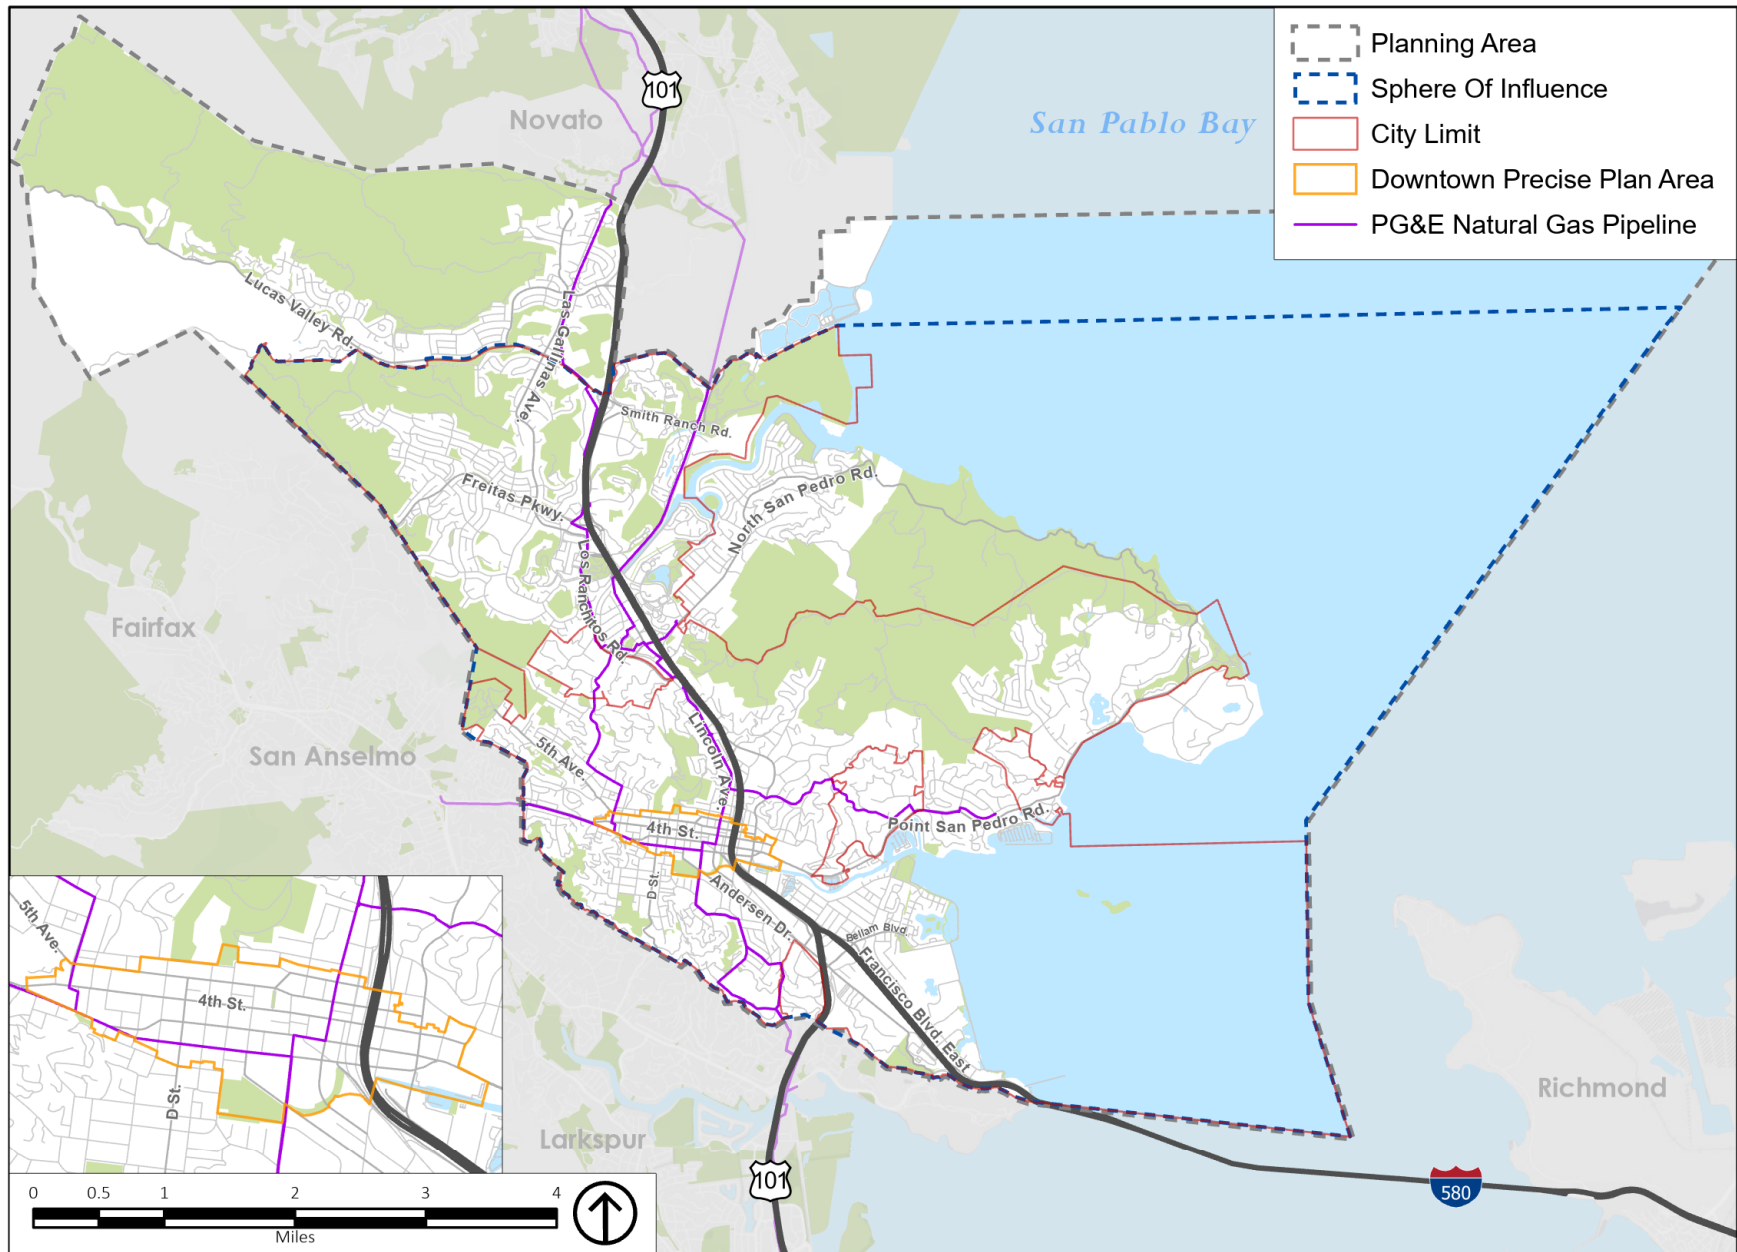 Planning Area
Sphere Of Influence
City Limit
Downtown Precise Plan Area
PG&E Natural Gas Pipeline
101
Novato
San Pablo Bay
Lucas Valley Rd.
Las Gallinas Ave.
Smith Ranch Rd.
Freitas Pkwy.
North San Pedro Rd.
Los Ranchitos Rd.
Fairfax
San Anselmo
5th Ave.
Lincoln Ave.
4th St.
Point San Pedro Rd.
D St.
Andersen Dr.
Bellam Blvd.
Francisco Blvd. East
Richmond
Larkspur
101
580
5th Ave.
4th St.
D St.
0 0.5 1 2 3 4
Miles